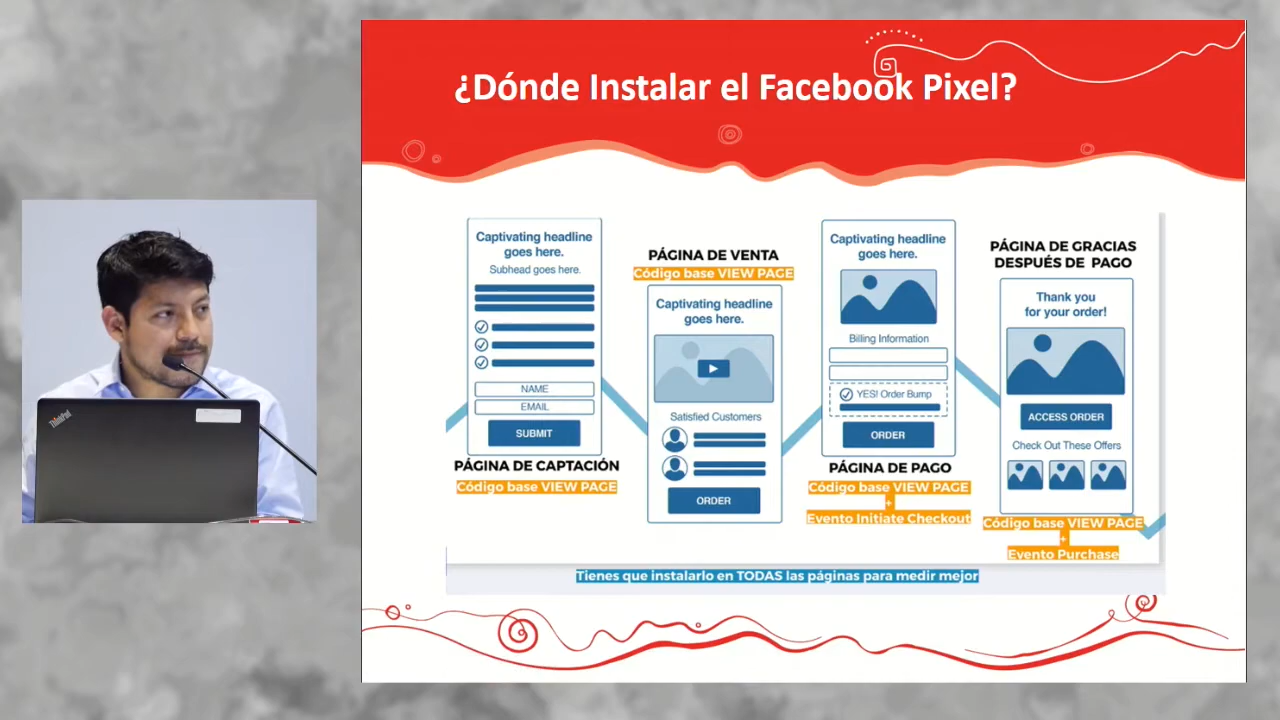 ¿Dónde Instalar el Facebook Pixel?
Captivating headline
goes here.
Subhead goes here.
NAME
EMAIL
SUBMIT
PÁGINA DE CAPTACIÓN
Código base VIEW PAGE
PÁGINA DE VENTA
Código base VIEW PAGE
Captivating headline
goes here.
Satisfied Customers
ORDER
Captivating headline
goes here.
Billing Information
YES! Order Bump
ORDER
PÁGINA DE PAGO
Código base VIEW PAGE
+
Evento Initiate Checkout
PÁGINA DE GRACIAS
DESPUÉS DE PAGO
Thank you
for your order!
ACCESS ORDER
Check Out These Offers
Código base VIEW PAGE
+
Evento Purchase
Tienes que instalarlo en TODAS las páginas para medir mejor
ThinkPad